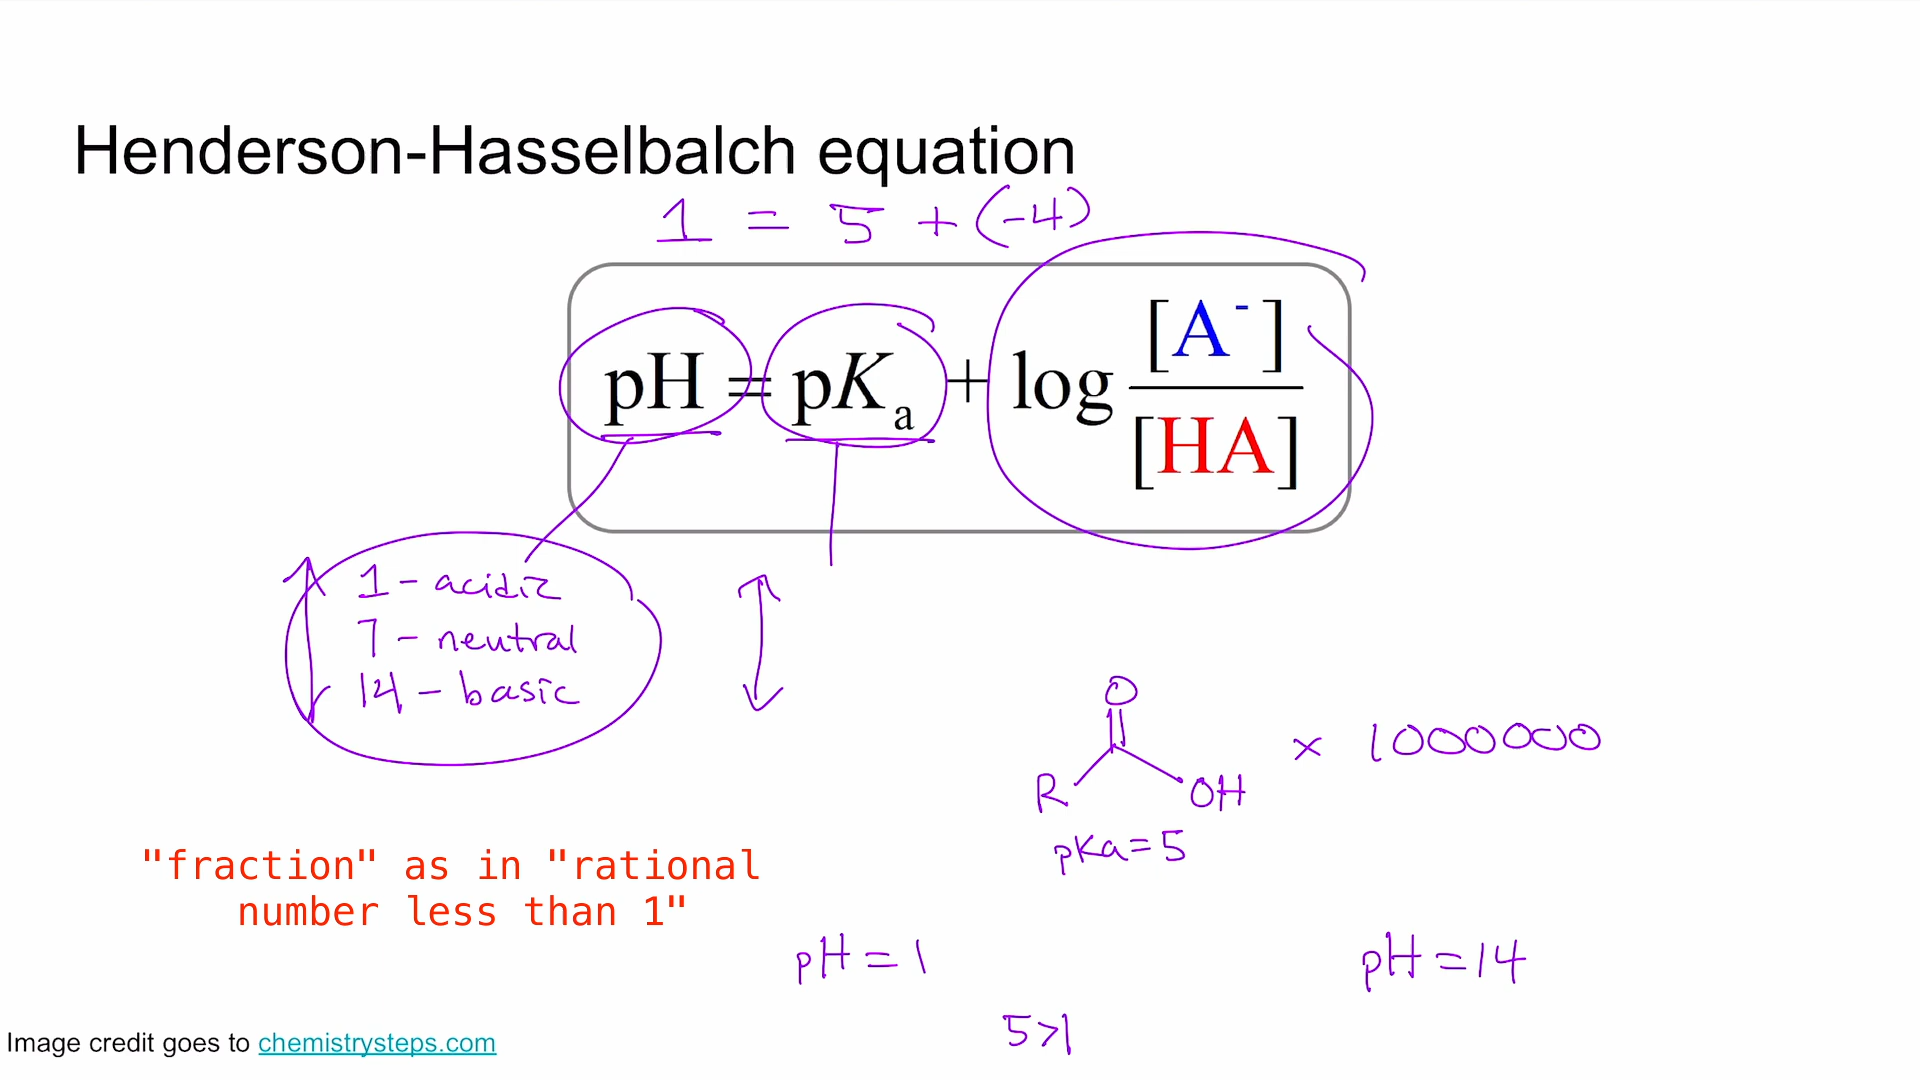 Henderson-Hasselbalch equation
1 = 5 + (-4)
pH = pKa + log [A-] / [HA]
1 - acidic
7 - neutral
14 - basic
O
R OH x 1000000
pKa = 5
"fraction" as in "rational
number less than 1"
pH = 1
pH = 14
5>1
Image credit goes to chemistrysteps.com